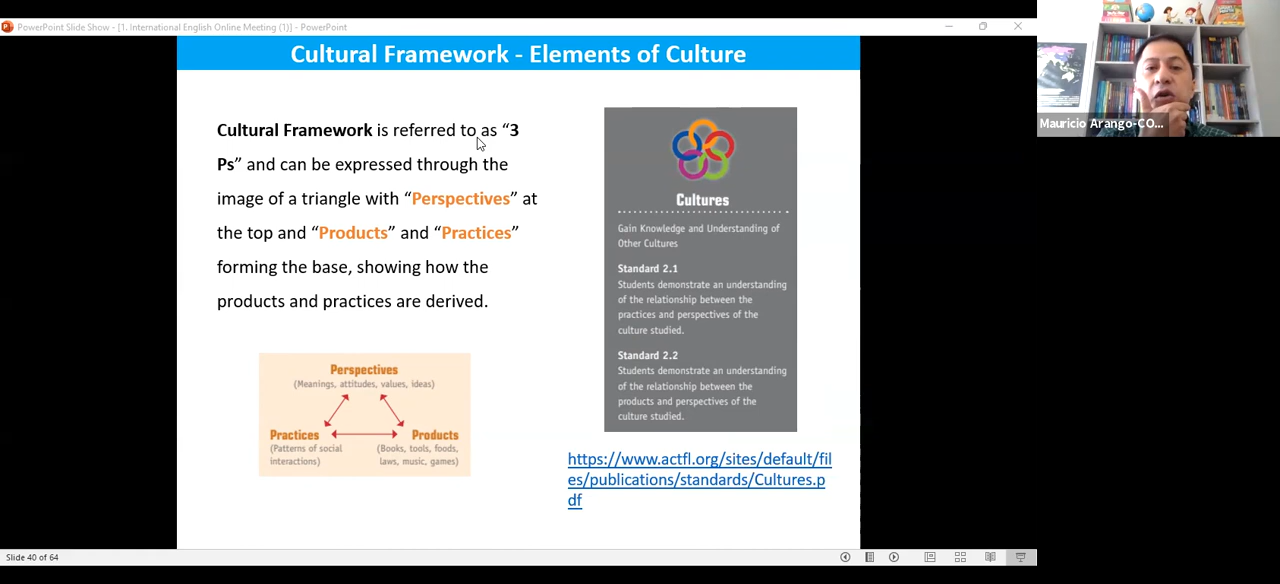 PowerPoint Slide Show - [1. International English Online Meeting (1)] - PowerPoint
Cultural Framework - Elements of Culture
Cultural Framework is referred to as “3
Ps” and can be expressed through the
image of a triangle with “Perspectives” at
the top and “Products” and “Practices”
forming the base, showing how the
products and practices are derived.
Perspectives
(Meanings, attitudes, values, ideas)
Practices
(Patterns of social
interactions)
Products
(Books, tools, foods,
laws, music, games)
Cultures
Gain Knowledge and Understanding of
Other Cultures
Standard 2.1
Students demonstrate an understanding
of the relationship between the
practices and perspectives of the
culture studied.
Standard 2.2
Students demonstrate an understanding
of the relationship between the
products and perspectives of the
culture studied.
https://www.actfl.org/sites/default/fil
es/publications/standards/Cultures.p
df
Mauricio Arango-CO...
Slide 40 of 64